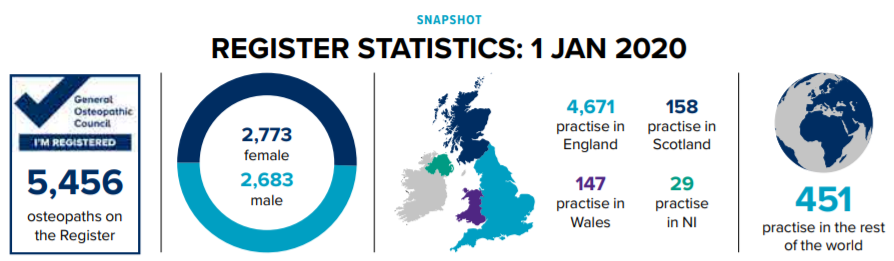 SNAPSHOT
REGISTER STATISTICS: 1 JAN 2020
General
Osteopathic
Council
I'M REGISTERED
5,456
osteopaths on
the Register
2,773
female
2,683
male
4,671
practise in
England
158
practise in
Scotland
147
practise in
Wales
29
practise
in NI
451
practise in the rest
of the world